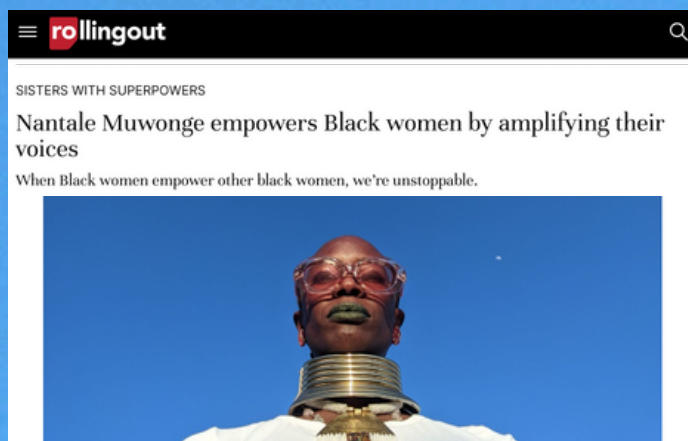 rollingout
SISTERS WITH SUPERPOWERS
Nantale Muwonge empowers Black women by amplifying their
voices
When Black women empower other black women, we're unstoppable.